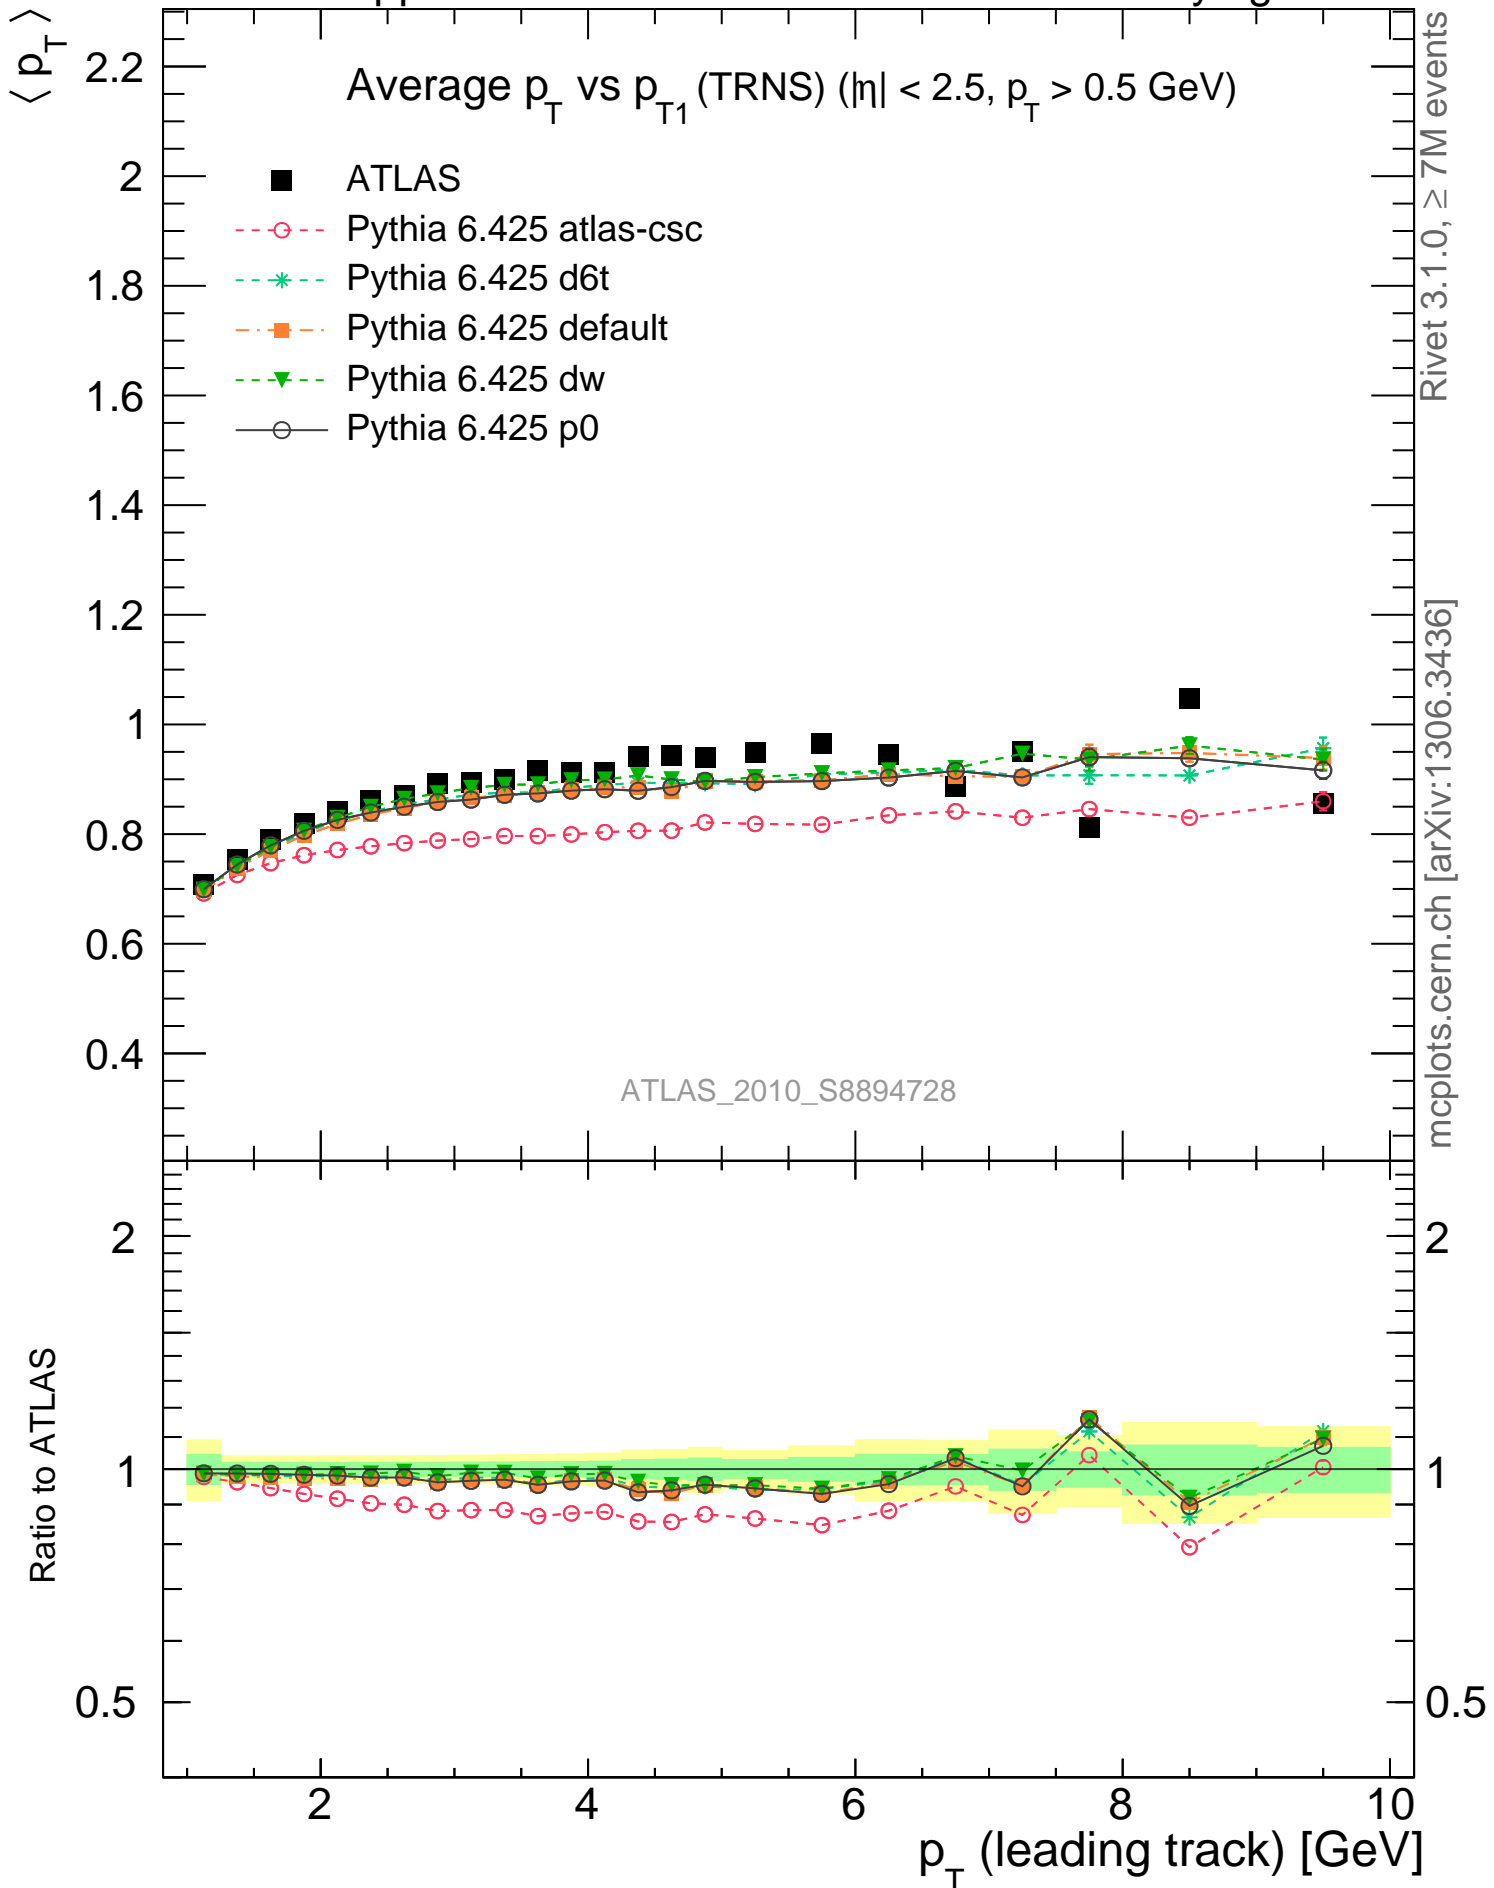 ⟨ p_T ⟩
Average p_T vs p_T1 (TRNS) (|η| < 2.5, p_T > 0.5 GeV)
ATLAS
Pythia 6.425 atlas-csc
Pythia 6.425 d6t
Pythia 6.425 default
Pythia 6.425 dw
Pythia 6.425 p0
2.2
2
1.8
1.6
1.4
1.2
1
0.8
0.6
0.4
ATLAS_2010_S8894728
Rivet 3.1.0, ≥ 7M events
mcplots.cern.ch [arXiv:1306.3436]
Ratio to ATLAS
2
1
0.5
2
1
0.5
2 4 6 8 10
p_T (leading track) [GeV]